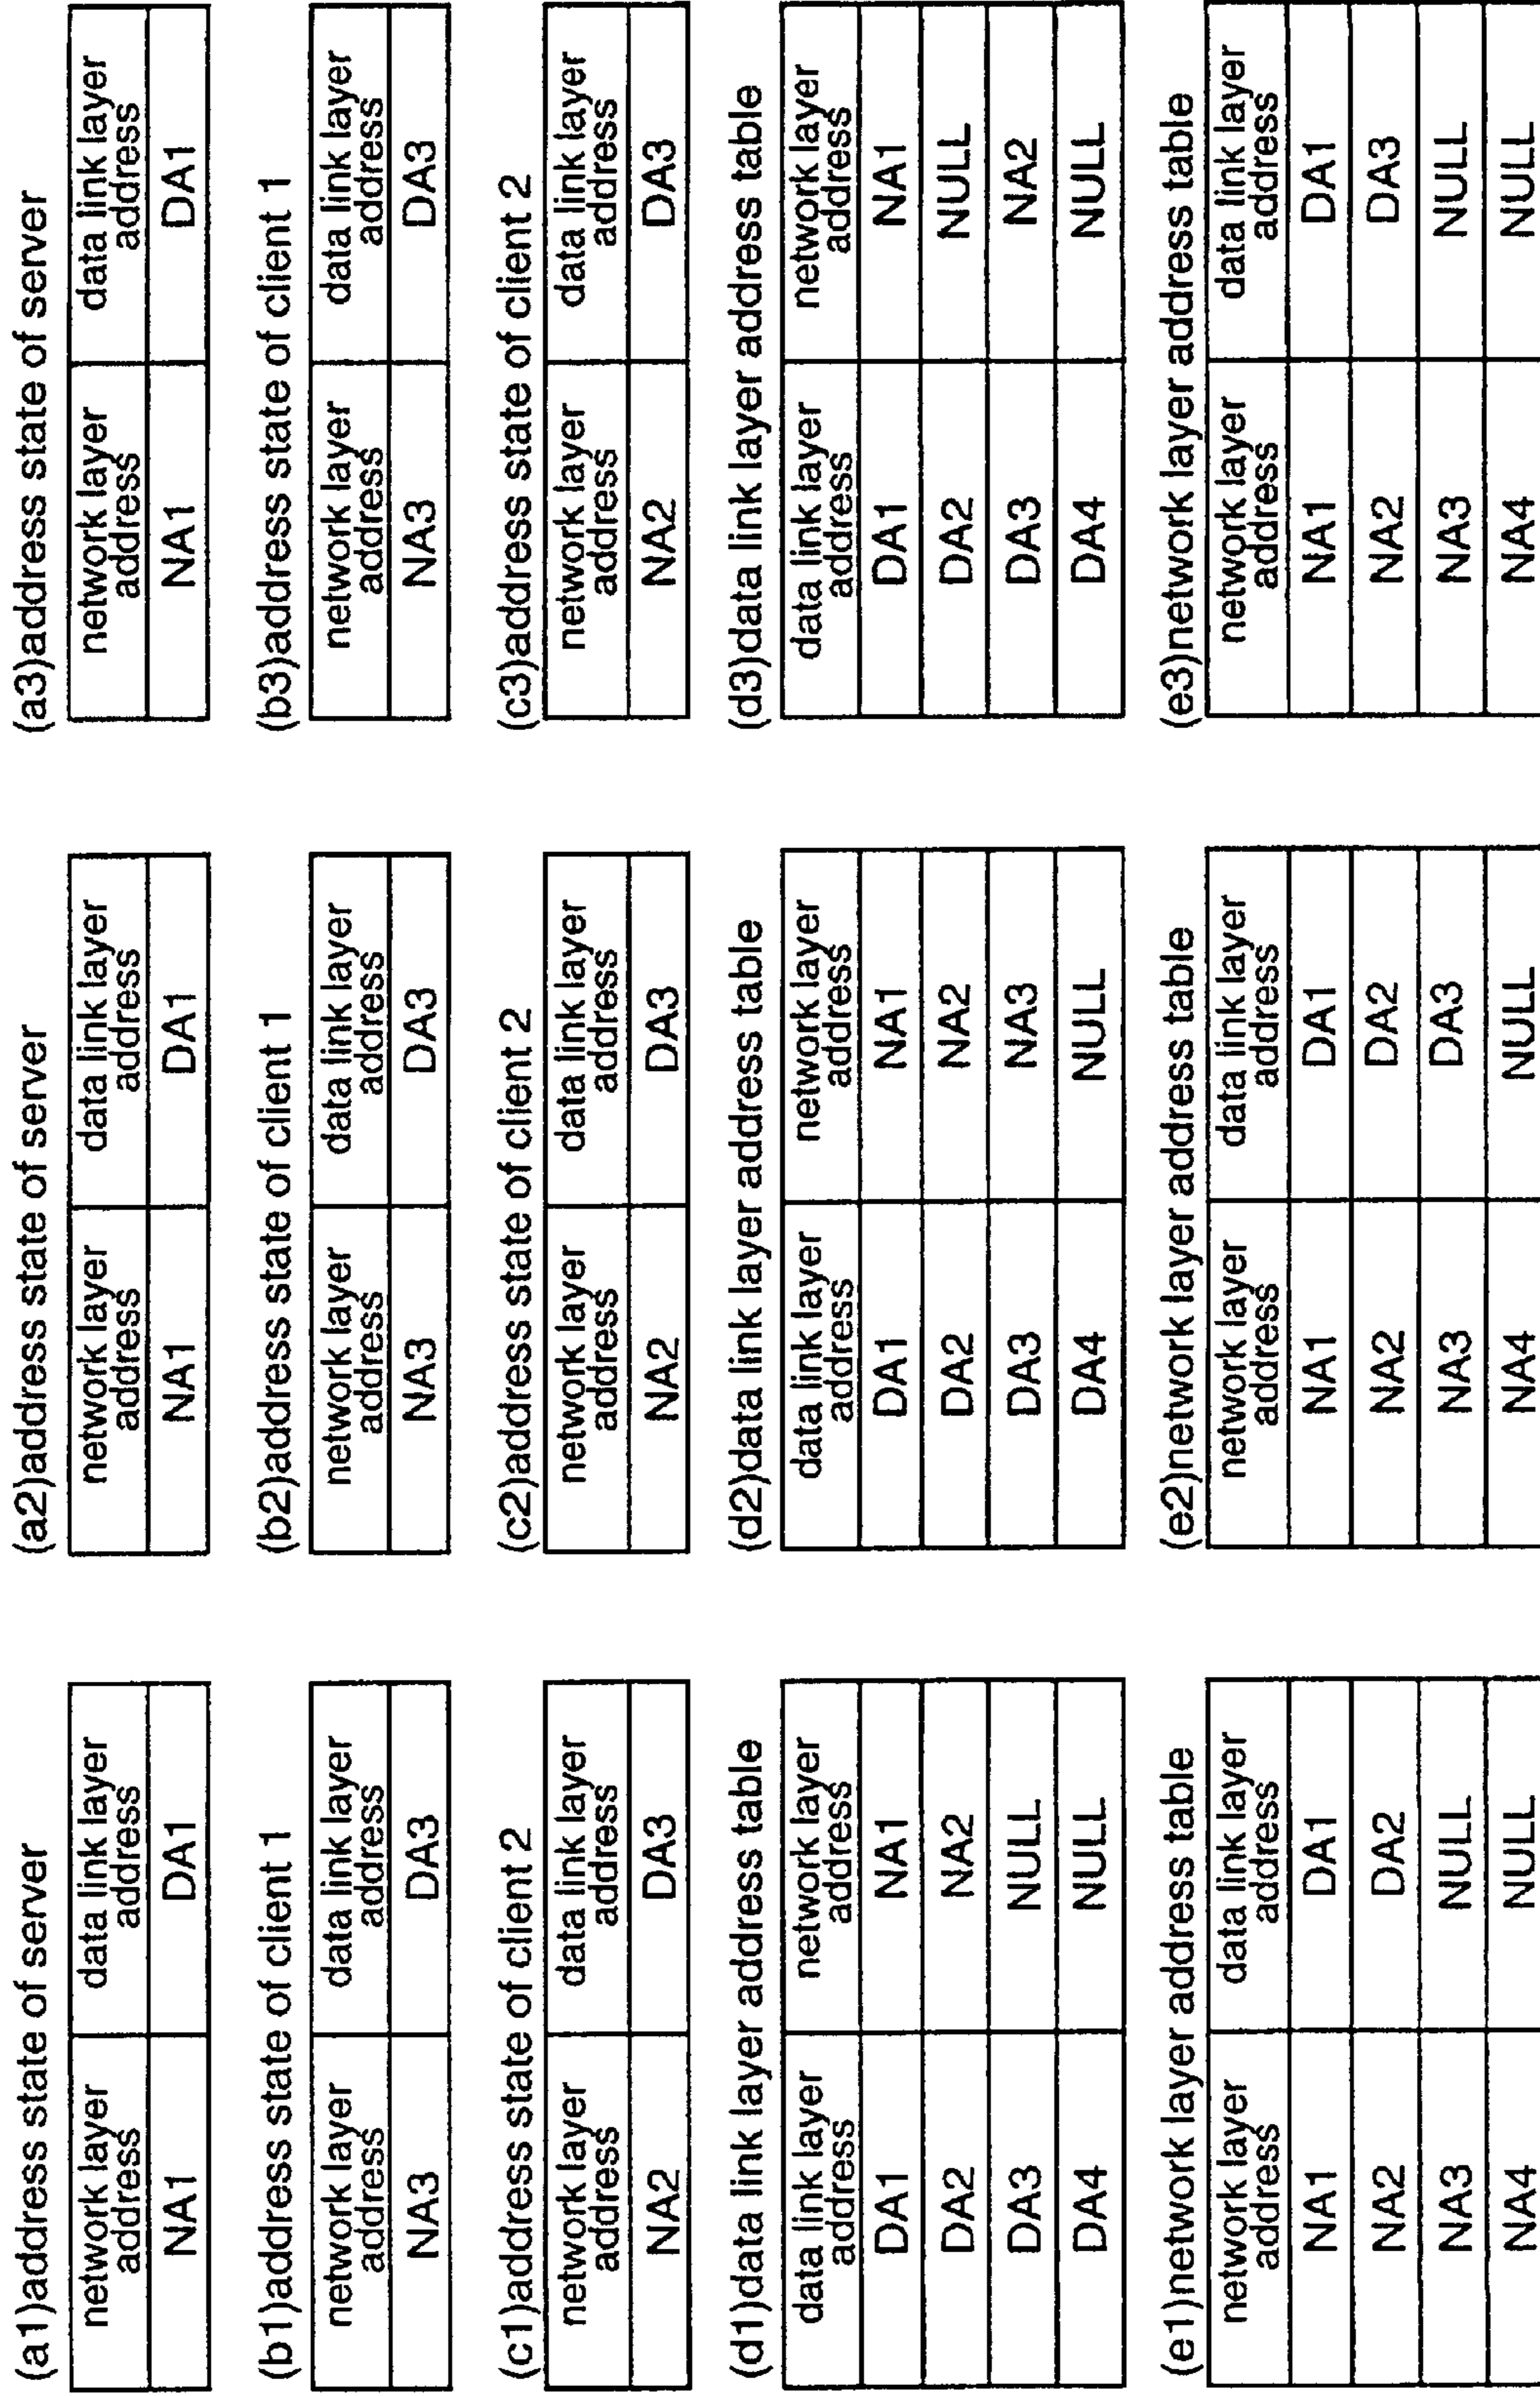 (a1)address state of server
network layer address
data link layer address
NA1
DA1
(b1)address state of client 1
network layer address
data link layer address
NA3
DA3
(c1)address state of client 2
network layer address
data link layer address
NA2
DA3
(d1)data link layer address table
data link layer address
network layer address
DA1
NA1
DA2
NA2
DA3
NULL
DA4
NULL
(e1)network layer address table
network layer address
data link layer address
NA1
DA1
NA2
DA2
NA3
NULL
NA4
NULL
(a2)address state of server
network layer address
data link layer address
NA1
DA1
(b2)address state of client 1
network layer address
data link layer address
NA3
DA3
(c2)address state of client 2
network layer address
data link layer address
NA2
DA3
(d2)data link layer address table
data link layer address
network layer address
DA1
NA1
DA2
NA2
DA3
NA3
DA4
NULL
(e2)network layer address table
network layer address
data link layer address
NA1
DA1
NA2
DA2
NA3
DA3
NA4
NULL
(a3)address state of server
network layer address
data link layer address
NA1
DA1
(b3)address state of client 1
network layer address
data link layer address
NA3
DA3
(c3)address state of client 2
network layer address
data link layer address
NA2
DA3
(d3)data link layer address table
data link layer address
network layer address
DA1
NA1
DA2
NULL
DA3
NA2
DA4
NULL
(e3)network layer address table
network layer address
data link layer address
NA1
DA1
NA2
DA3
NA3
NULL
NA4
NULL